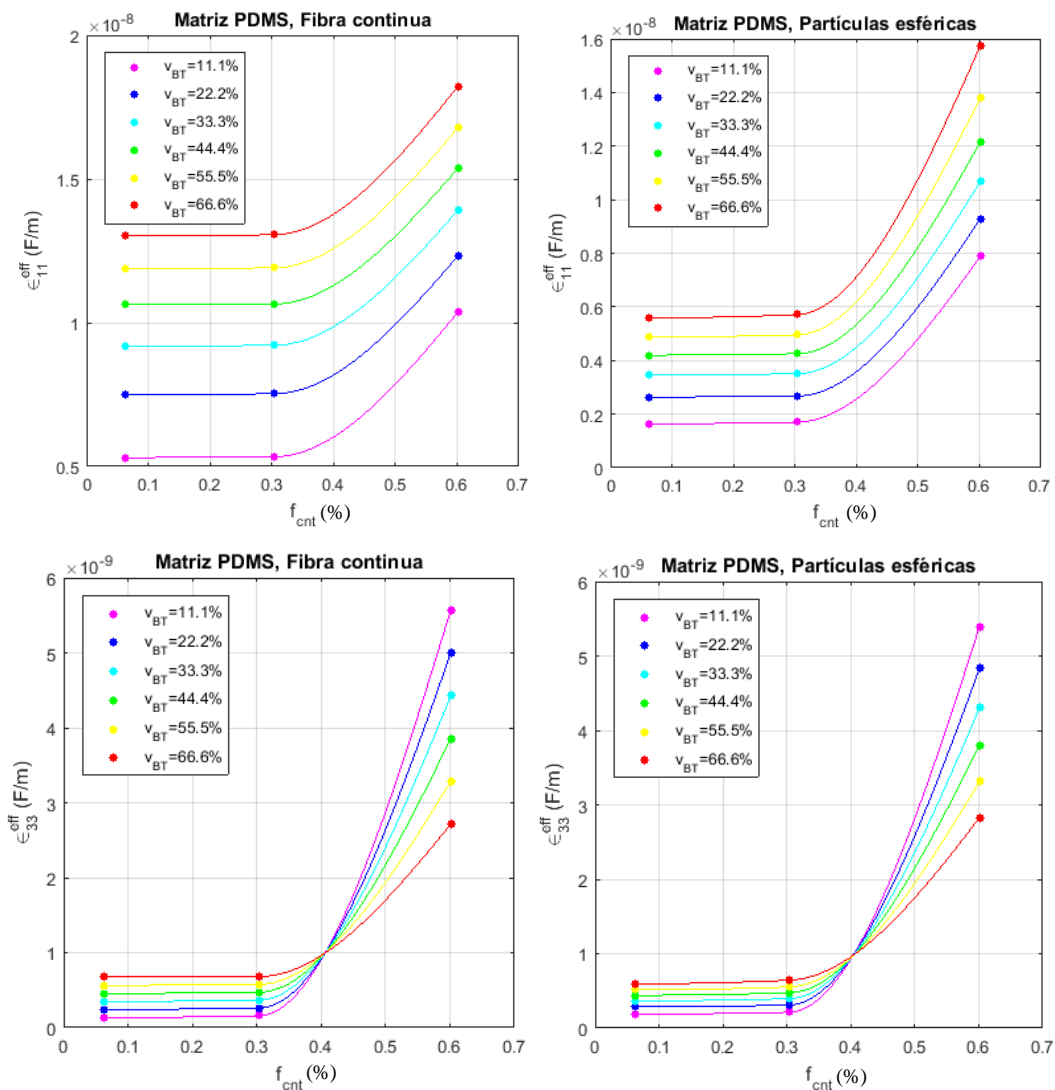 Matriz PDMS, Fibra continua
×10^-8
2
1.5
1
0.5
0 0.1 0.2 0.3 0.4 0.5 0.6 0.7
f_cnt (%)
∈_11^eff (F/m)
v_BT=11.1%
v_BT=22.2%
v_BT=33.3%
v_BT=44.4%
v_BT=55.5%
v_BT=66.6%
Matriz PDMS, Partículas esféricas
×10^-8
1.6
1.4
1.2
1
0.8
0.6
0.4
0.2
0
0 0.1 0.2 0.3 0.4 0.5 0.6 0.7
f_cnt (%)
∈_11^eff (F/m)
v_BT=11.1%
v_BT=22.2%
v_BT=33.3%
v_BT=44.4%
v_BT=55.5%
v_BT=66.6%
Matriz PDMS, Fibra continua
×10^-9
6
5
4
3
2
1
0
0 0.1 0.2 0.3 0.4 0.5 0.6 0.7
f_cnt (%)
∈_33^eff (F/m)
v_BT=11.1%
v_BT=22.2%
v_BT=33.3%
v_BT=44.4%
v_BT=55.5%
v_BT=66.6%
Matriz PDMS, Partículas esféricas
×10^-9
6
5
4
3
2
1
0
0 0.1 0.2 0.3 0.4 0.5 0.6 0.7
f_cnt (%)
∈_33^eff (F/m)
v_BT=11.1%
v_BT=22.2%
v_BT=33.3%
v_BT=44.4%
v_BT=55.5%
v_BT=66.6%